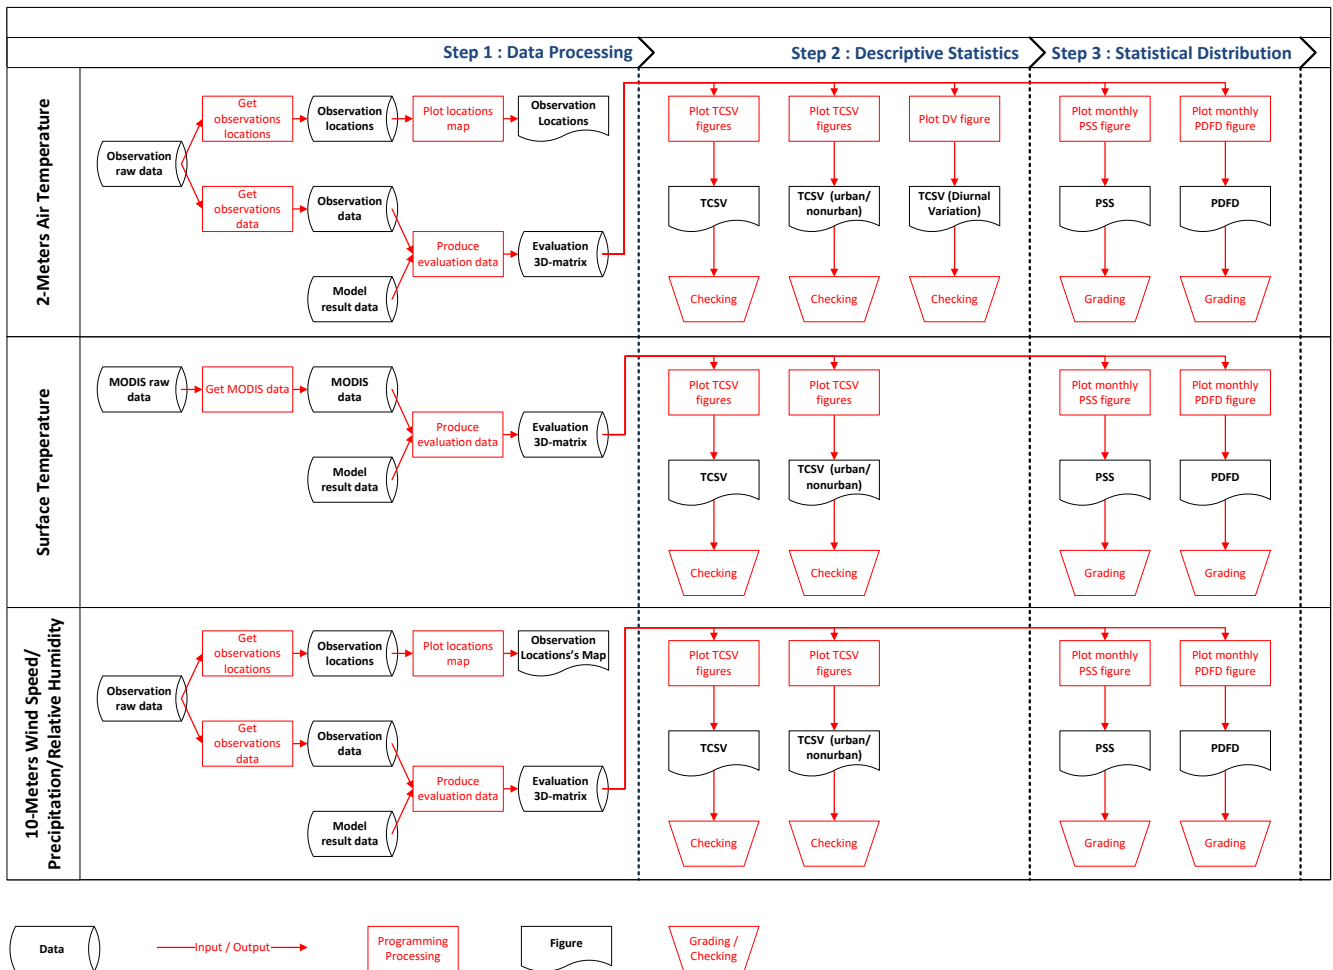 Step 1 : Data Processing
Step 2 : Descriptive Statistics
Step 3 : Statistical Distribution
2-Meters Air Temperature
Observation
raw data
Get
observations
locations
Observation
locations
Plot locations
map
Observation
Locations
Get
observations
data
Observation
data
Model
result data
Produce
evaluation data
Evaluation
3D-matrix
Plot TCSV
figures
Plot TCSV
figures
Plot DV figure
Plot monthly
PSS figure
Plot monthly
PDFD figure
TCSV
TCSV (urban/
nonurban)
TCSV (Diurnal
Variation)
PSS
PDFD
Checking
Checking
Checking
Grading
Grading
Surface Temperature
MODIS raw
data
Get MODIS data
MODIS
data
Model
result data
Produce
evaluation data
Evaluation
3D-matrix
Plot TCSV
figures
Plot TCSV
figures
Plot monthly
PSS figure
Plot monthly
PDFD figure
TCSV
TCSV (urban/
nonurban)
PSS
PDFD
Checking
Checking
Grading
Grading
10-Meters Wind Speed/
Precipitation/Relative Humidity
Observation
raw data
Get
observations
locations
Observation
locations
Plot locations
map
Observation
Locations's Map
Get
observations
data
Observation
data
Model
result data
Produce
evaluation data
Evaluation
3D-matrix
Plot TCSV
figures
Plot TCSV
figures
Plot monthly
PSS figure
Plot monthly
PDFD figure
TCSV
TCSV (urban/
nonurban)
PSS
PDFD
Checking
Checking
Grading
Grading
Data
Input / Output
Programming
Processing
Figure
Grading /
Checking